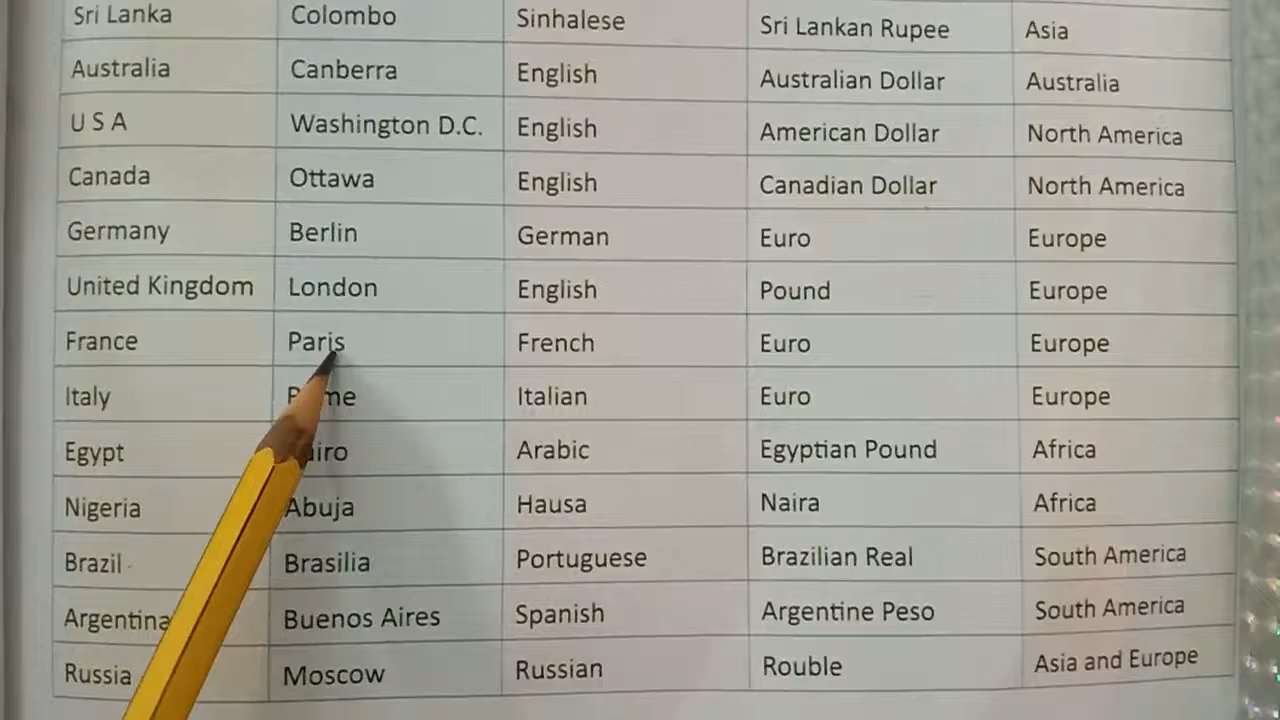 Sri Lanka Colombo Sinhalese Sri Lankan Rupee Asia
Australia Canberra English Australian Dollar Australia
U S A Washington D.C. English American Dollar North America
Canada Ottawa English Canadian Dollar North America
Germany Berlin German Euro Europe
United Kingdom London English Pound Europe
France Paris French Euro Europe
Italy Rome Italian Euro Europe
Egypt Cairo Arabic Egyptian Pound Africa
Nigeria Abuja Hausa Naira Africa
Brazil Brasilia Portuguese Brazilian Real South America
Argentina Buenos Aires Spanish Argentine Peso South America
Russia Moscow Russian Rouble Asia and Europe